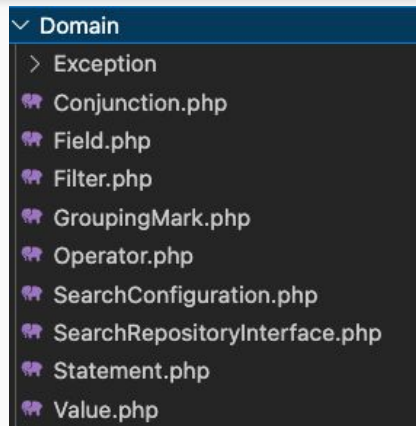 Domain
Exception
Conjunction.php
Field.php
Filter.php
GroupingMark.php
Operator.php
SearchConfiguration.php
SearchRepositoryInterface.php
Statement.php
Value.php